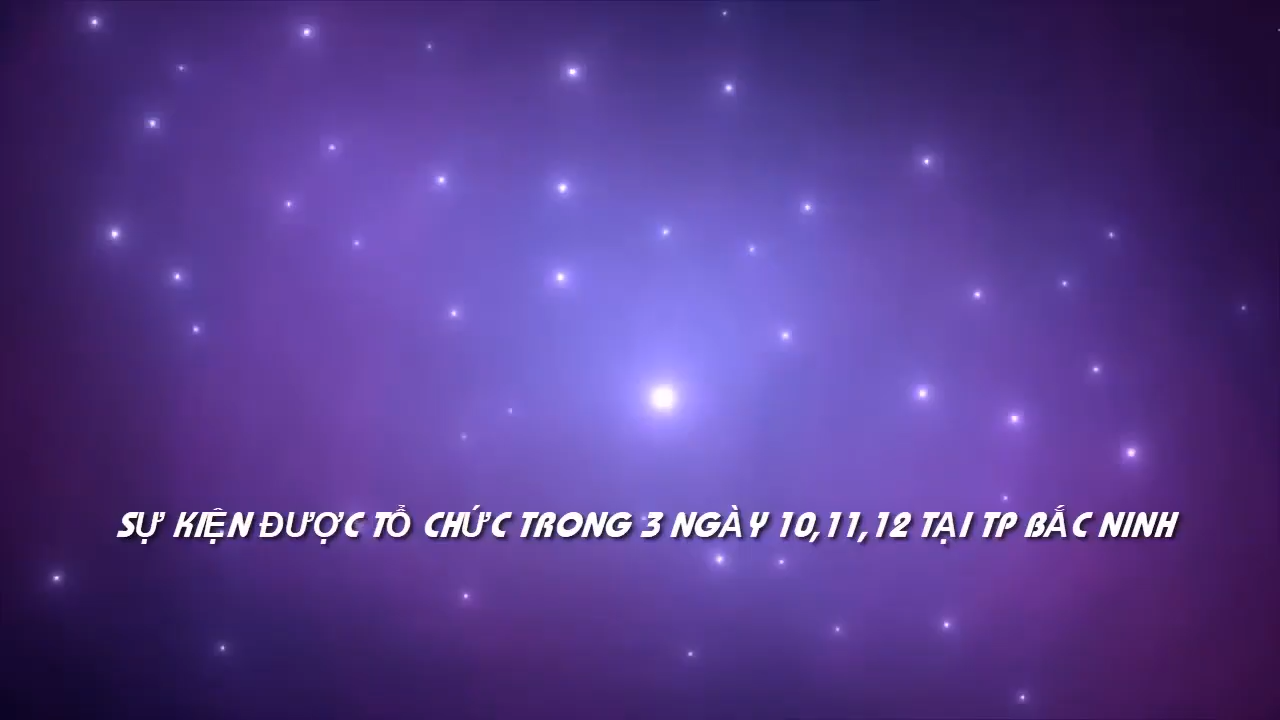 SỰ KIỆN ĐƯỢC TỔ CHỨC TRONG 3 NGÀY 10,11,12 TẠI TP BẮC NINH